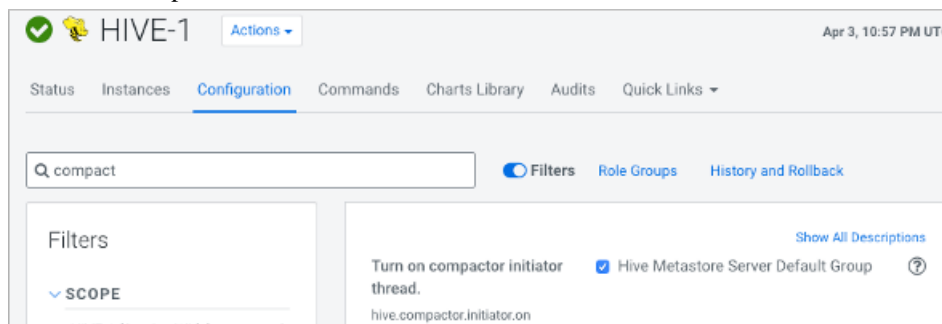 HIVE-1 Actions Apr 3, 10:57 PM UT
Status Instances Configuration Commands Charts Library Audits Quick Links
compact Filters Role Groups History and Rollback
Filters
Show All Descriptions
Turn on compactor initiator Hive Metastore Server Default Group ?
thread.
SCOPE
hive.compactor.initiator.on